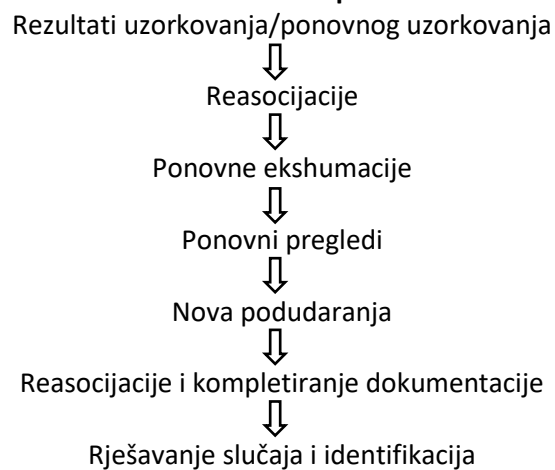 Rezultati uzorkovanja/ponovnog uzorkovanja
Reasocijacije
Ponovne ekshumacije
Ponovni pregledi
Nova podudaranja
Reasocijacije i kompletiranje dokumentacije
Rješavanje slučaja i identifikacija